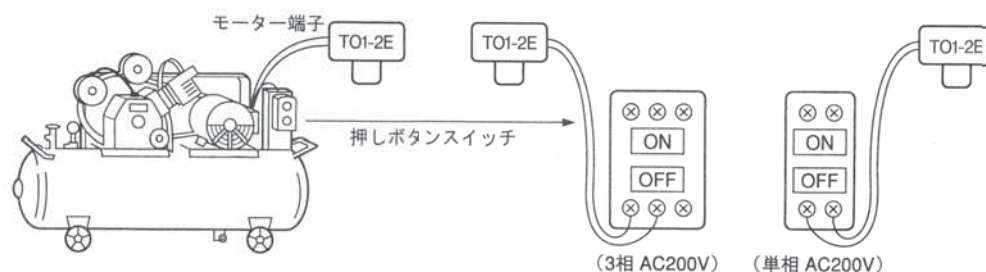 モーター端子
TO1-2E
TO1-2E
TO1-2E
押しボタンスイッチ
ON
OFF
ON
OFF
(3相 AC200V)
(単相 AC200V)